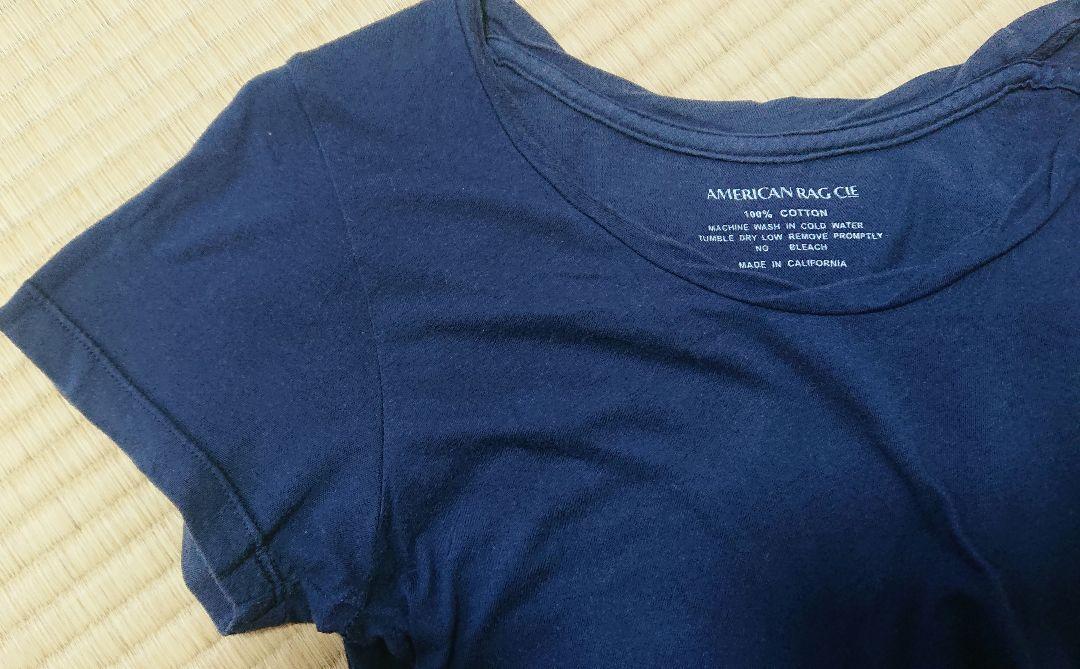 AMERICAN RAG CIE
100% COTTON
MACHINE WASH IN COLD WATER
TUMBLE DRY LOW REMOVE PROMPTLY
NO BLEACH
MADE IN CALIFORNIA